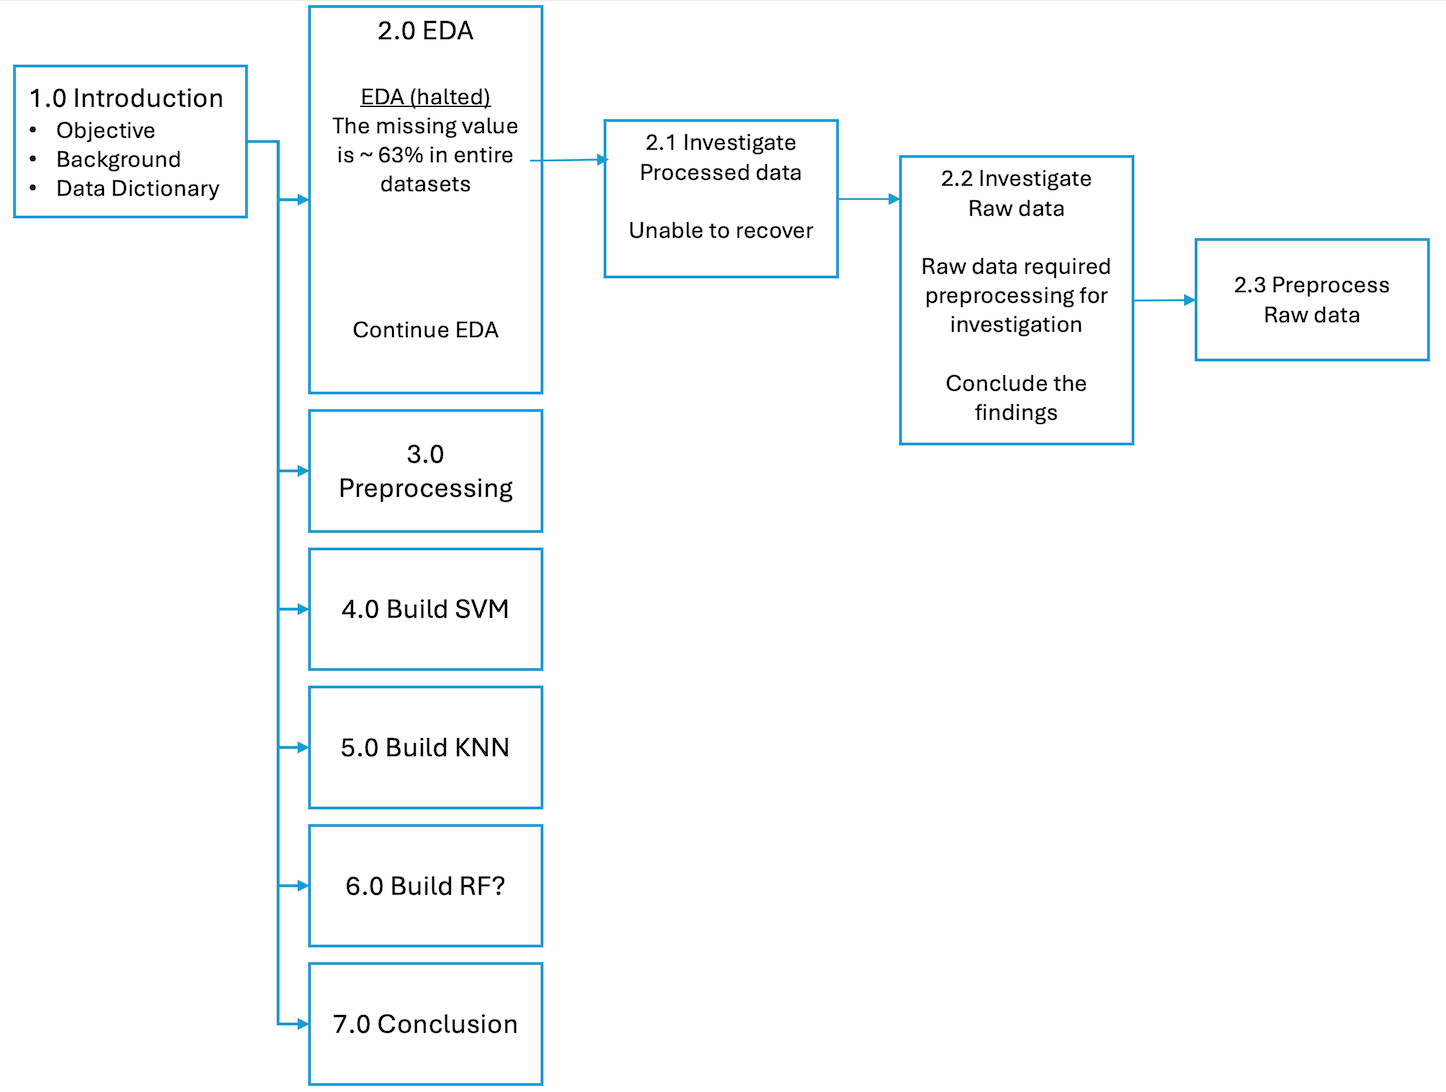 1.0 Introduction
• Objective
• Background
• Data Dictionary
2.0 EDA
EDA (halted)
The missing value
is ~ 63% in entire
datasets
Continue EDA
2.1 Investigate
Processed data
Unable to recover
2.2 Investigate
Raw data
Raw data required
preprocessing for
investigation
Conclude the
findings
2.3 Preprocess
Raw data
3.0
Preprocessing
4.0 Build SVM
5.0 Build KNN
6.0 Build RF?
7.0 Conclusion